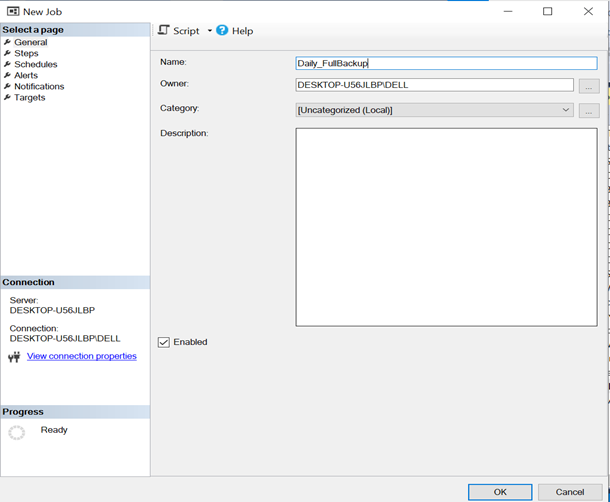 New Job
Select a page
General
Steps
Schedules
Alerts
Notifications
Targets
Script
Help
Name:
Daily_FullBackup
Owner:
DESKTOP-U56JLBP\DELL
...
Category:
[Uncategorized (Local)]
...
Description:
Enabled
Connection
Server:
DESKTOP-U56JLBP
Connection:
DESKTOP-U56JLBP\DELL
View connection properties
Progress
Ready
OK
Cancel